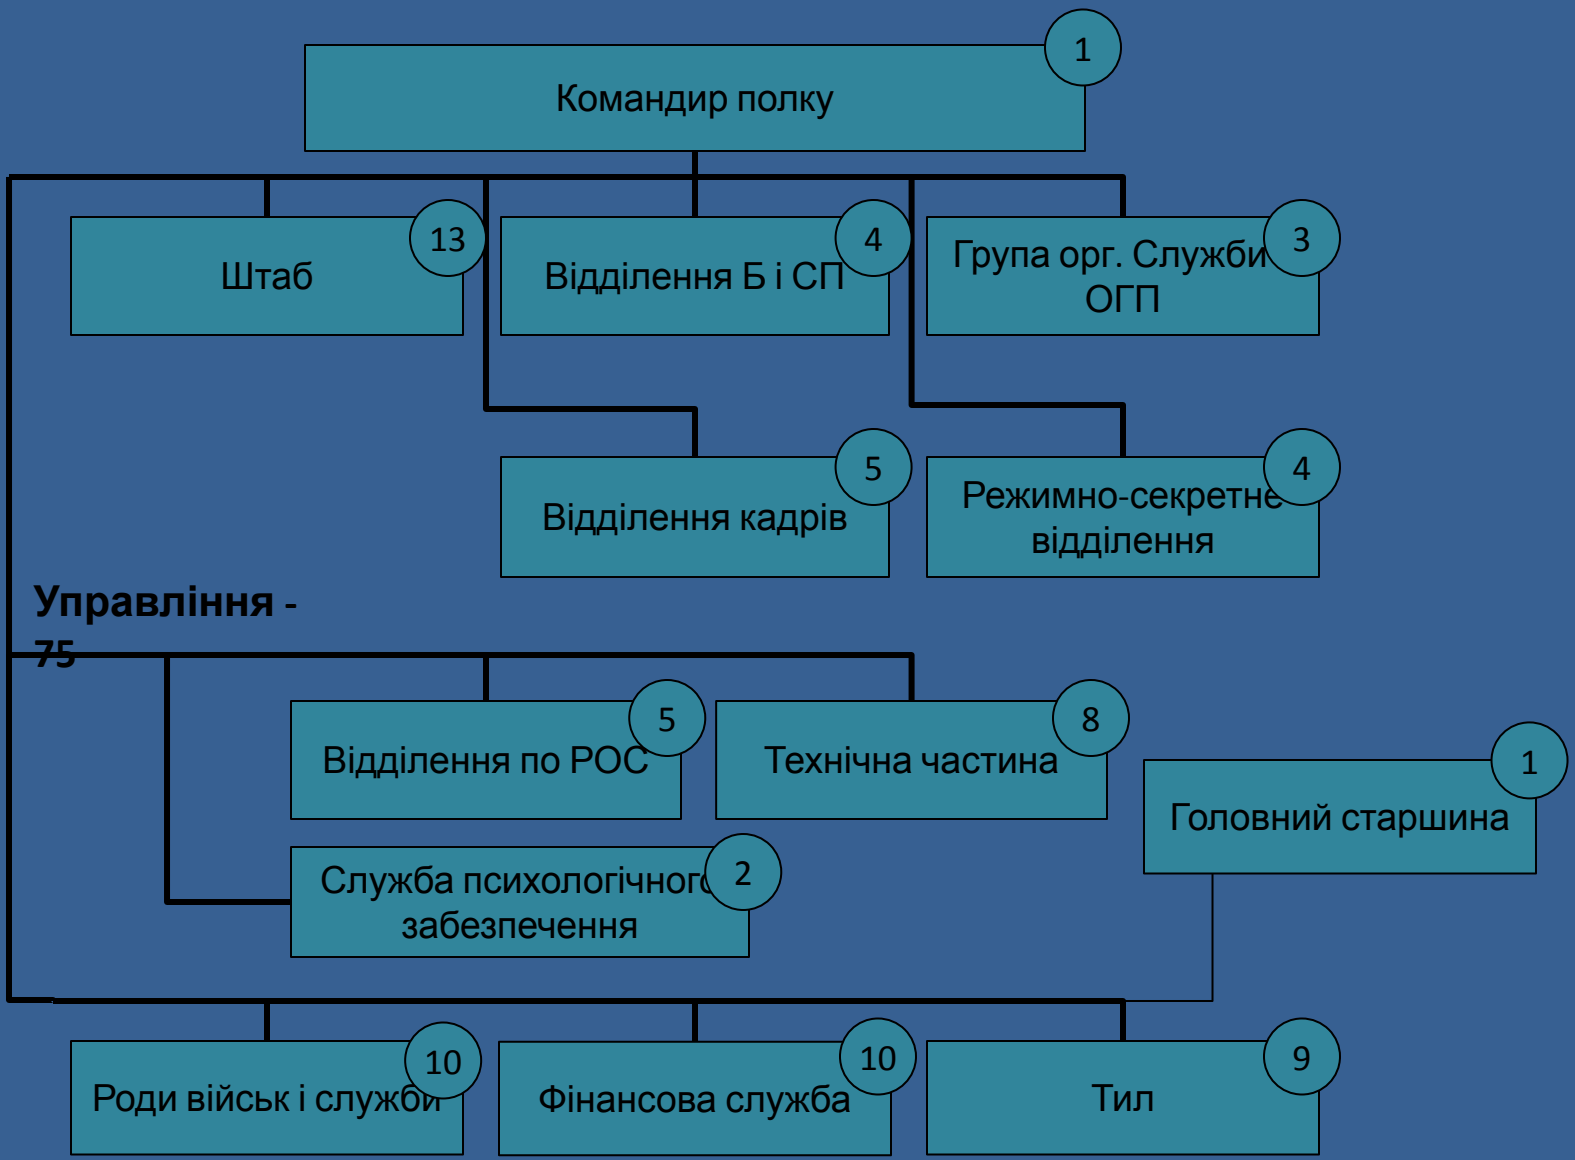 1
Командир полку
13
Штаб
4
Відділення Б і СП
3
Група орг. Служби
ОГП
5
Відділення кадрів
4
Режимно-секретне
відділення
Управління -
75
5
Відділення по РОС
8
Технічна частина
1
Головний старшина
2
Служба психологічного
забезпечення
10
Роди військ і служби
10
Фінансова служба
9
Тил